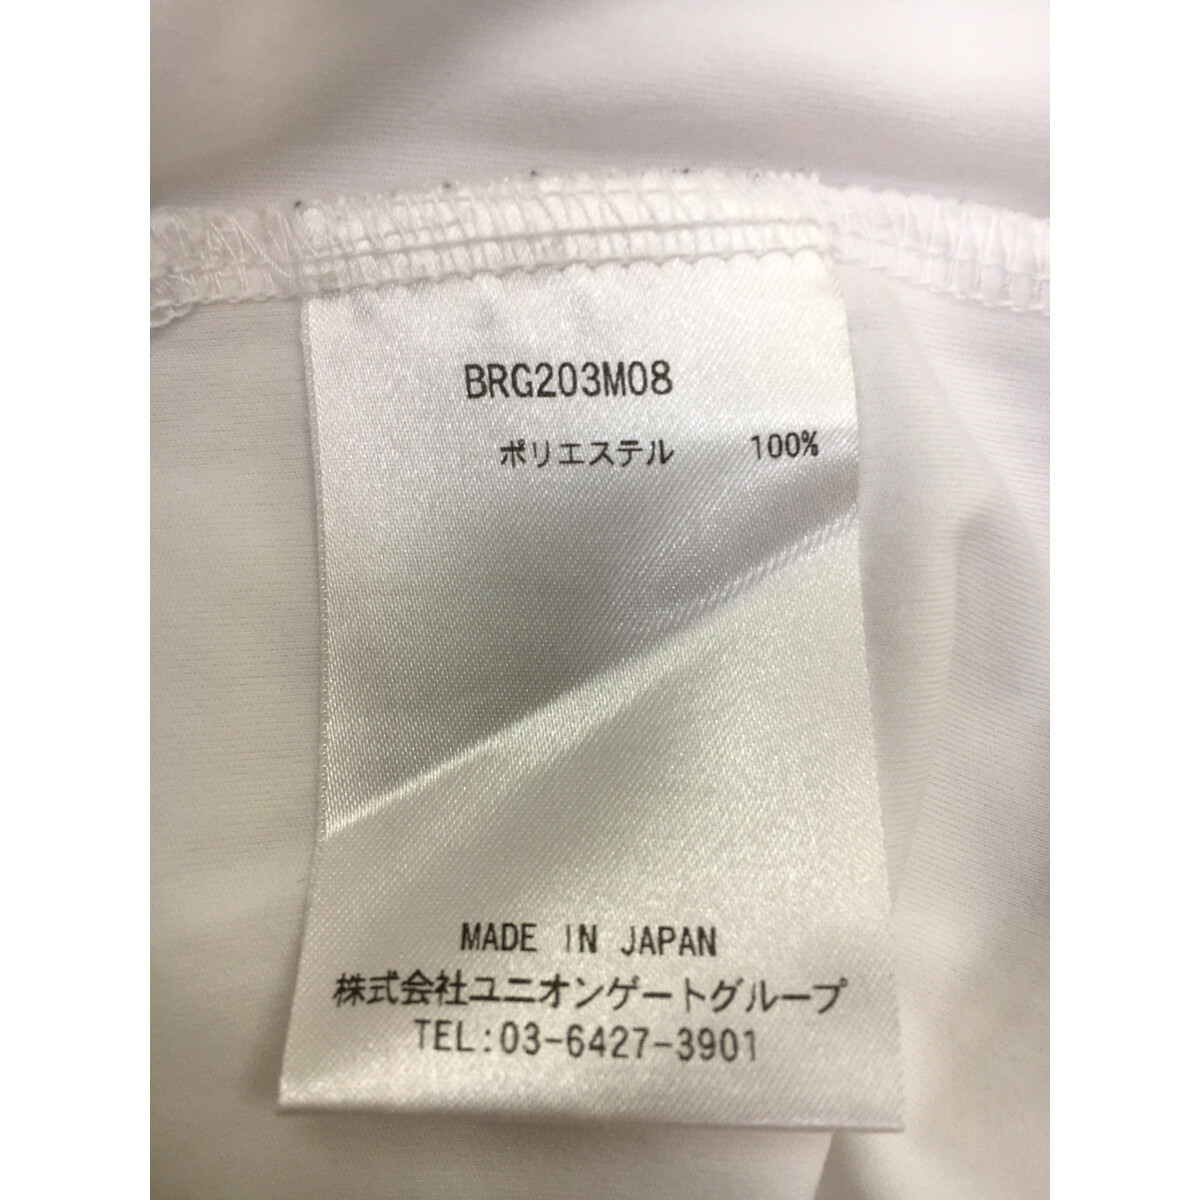 BRG203M08
ポリエステル 100%
MADE IN JAPAN
株式会社ユニオンゲートグループ
TEL:03-6427-3901